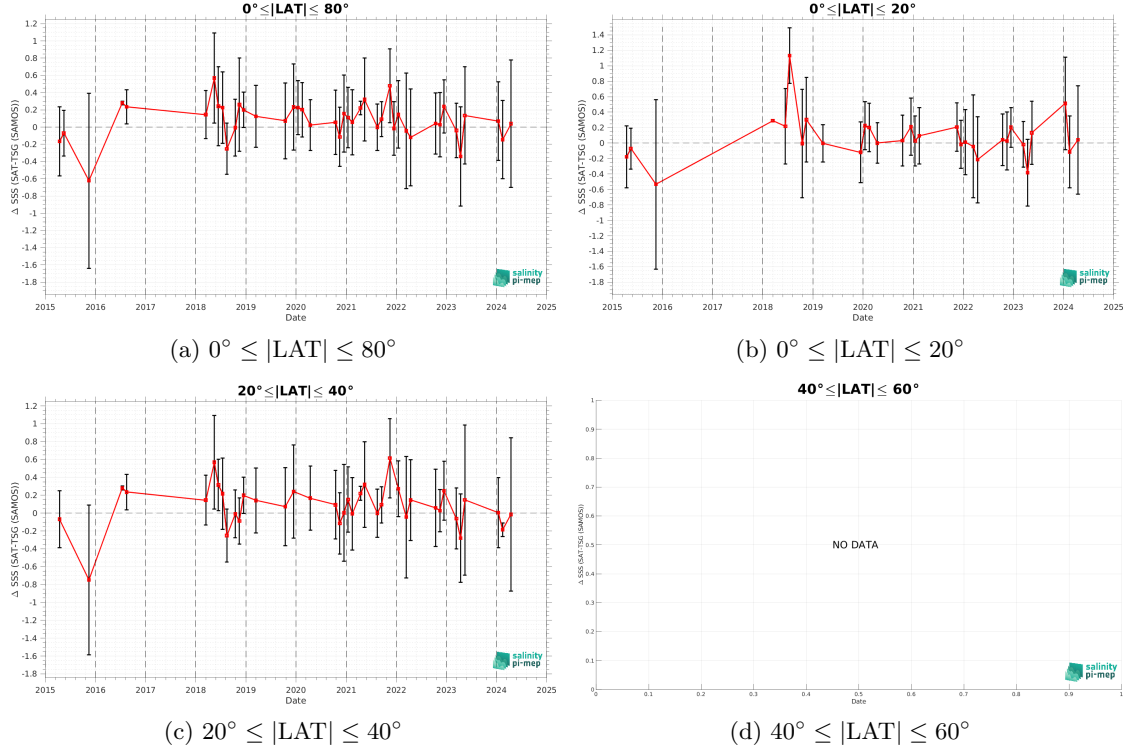 0°≤|LAT|≤ 80°
Δ SSS (SAT-TSG (SAMOS))
1.2
1
0.8
0.6
0.4
0.2
0
-0.2
-0.4
-0.6
-0.8
-1
-1.2
-1.4
-1.6
-1.8
2015 2016 2017 2018 2019 2020 2021 2022 2023 2024 2025
Date
salinity
pi-mep
(a) 0° ≤ |LAT| ≤ 80°
0°≤|LAT|≤ 20°
Δ SSS (SAT-TSG (SAMOS))
1.4
1.2
1
0.8
0.6
0.4
0.2
0
-0.2
-0.4
-0.6
-0.8
-1
-1.2
-1.4
-1.6
-1.8
2015 2016 2017 2018 2019 2020 2021 2022 2023 2024 2025
Date
salinity
pi-mep
(b) 0° ≤ |LAT| ≤ 20°
20°≤|LAT|≤ 40°
Δ SSS (SAT-TSG (SAMOS))
1.2
1
0.8
0.6
0.4
0.2
0
-0.2
-0.4
-0.6
-0.8
-1
-1.2
-1.4
-1.6
-1.8
2015 2016 2017 2018 2019 2020 2021 2022 2023 2024 2025
Date
salinity
pi-mep
(c) 20° ≤ |LAT| ≤ 40°
40°≤|LAT|≤ 60°
Δ SSS (SAT-TSG (SAMOS))
1
0.9
0.8
0.7
0.6
0.5
0.4
0.3
0.2
0.1
0
NO DATA
0 0.1 0.2 0.3 0.4 0.5 0.6 0.7 0.8 0.9 1
Date
salinity
pi-mep
(d) 40° ≤ |LAT| ≤ 60°